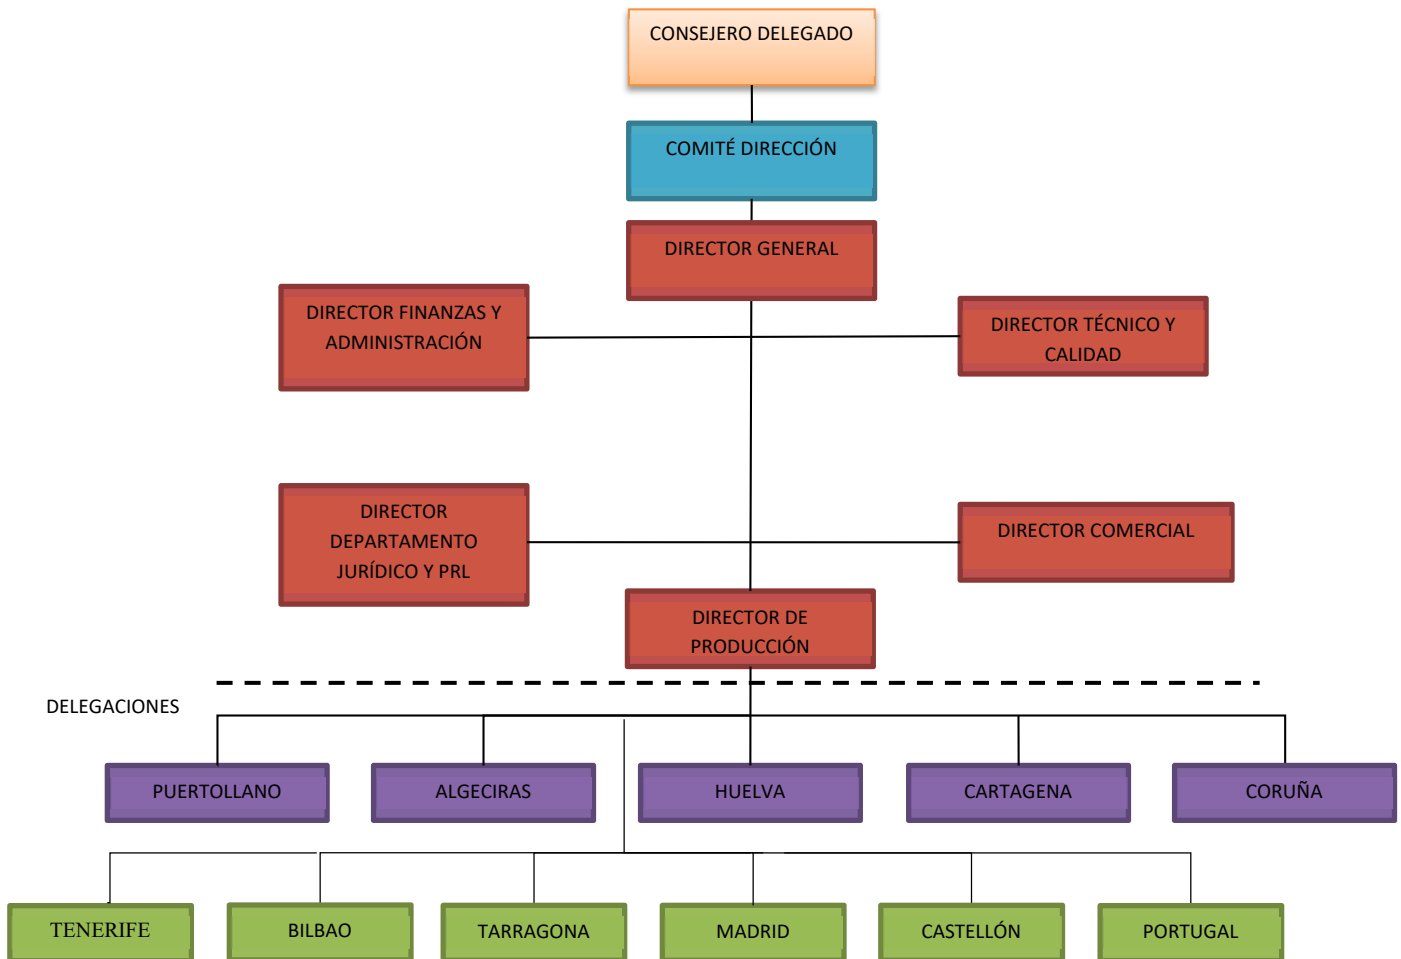 CONSEJERO DELEGADO
COMITÉ DIRECCIÓN
DIRECTOR GENERAL
DIRECTOR FINANZAS Y
ADMINISTRACIÓN
DIRECTOR TÉCNICO Y
CALIDAD
DIRECTOR
DEPARTAMENTO
JURÍDICO Y PRL
DIRECTOR COMERCIAL
DIRECTOR DE
PRODUCCIÓN
DELEGACIONES
PUERTOLLANO
ALGECIRAS
HUELVA
CARTAGENA
CORUÑA
TENERIFE
BILBAO
TARRAGONA
MADRID
CASTELLÓN
PORTUGAL